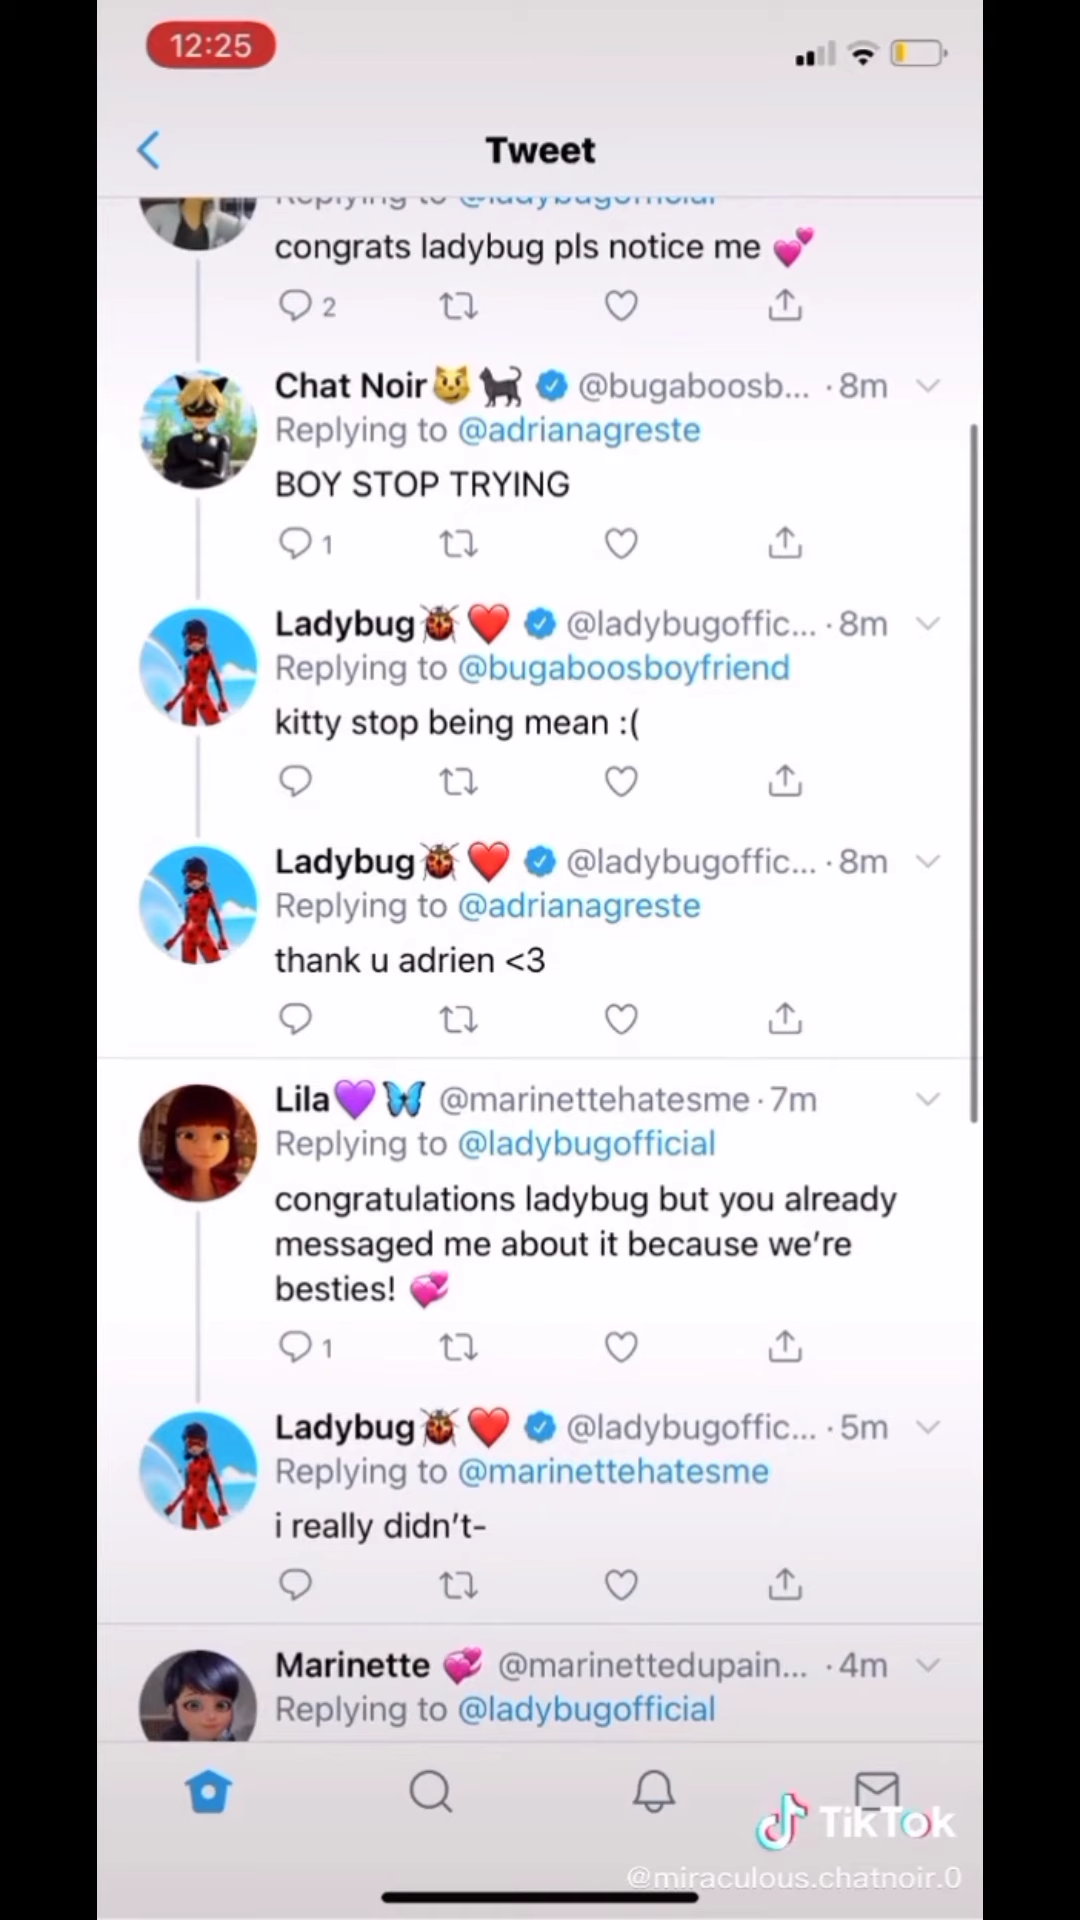 12:25
Tweet
Replying to @ladybugofficial
congrats ladybug pls notice me 💕
2
Chat Noir😼🐈‍⬛ @bugaboosb... · 8m
Replying to @adrianagreste
BOY STOP TRYING
1
Ladybug🐞❤️ @ladybugoffic... · 8m
Replying to @bugaboosboyfriend
kitty stop being mean :(
Ladybug🐞❤️ @ladybugoffic... · 8m
Replying to @adrianagreste
thank u adrien <3
Lila💜🦋 @marinettehatesme · 7m
Replying to @ladybugofficial
congratulations ladybug but you already
messaged me about it because we’re
besties! 💞
1
Ladybug🐞❤️ @ladybugoffic... · 5m
Replying to @marinettehatesme
i really didn’t-
Marinette 💞 @marinettedupain... · 4m
Replying to @ladybugofficial
TikTok
@miraculous.chatnoir.0